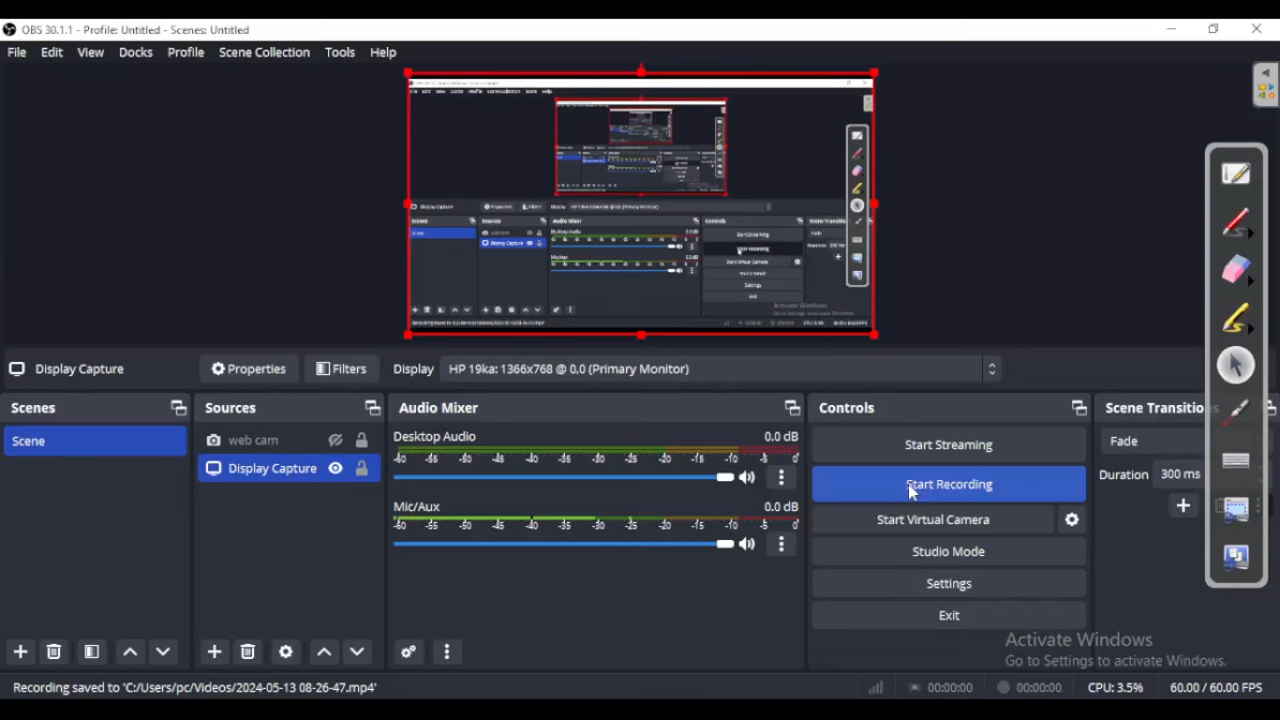 OBS 30.1.1 - Profile: Untitled - Scenes: Untitled
File Edit View Docks Profile Scene Collection Tools Help
Display Capture Properties Filters Display HP 19ka: 1366x768 @ 0,0 (Primary Monitor)
Scenes
Scene
Sources
web cam
Display Capture
Audio Mixer
Desktop Audio 0.0 dB
-60 -55 -50 -45 -40 -35 -30 -25 -20 -15 -10 -5 0
Mic/Aux 0.0 dB
-60 -55 -50 -45 -40 -35 -30 -25 -20 -15 -10 -5 0
Controls
Start Streaming
Start Recording
Start Virtual Camera
Studio Mode
Settings
Exit
Scene Transitio
Fade
Duration 300 ms
Activate Windows
Go to Settings to activate Windows.
Recording saved to 'C:/Users/pc/Videos/2024-05-13 08-26-47.mp4' 00:00:00 00:00:00 CPU: 3.5% 60.00 / 60.00 FPS